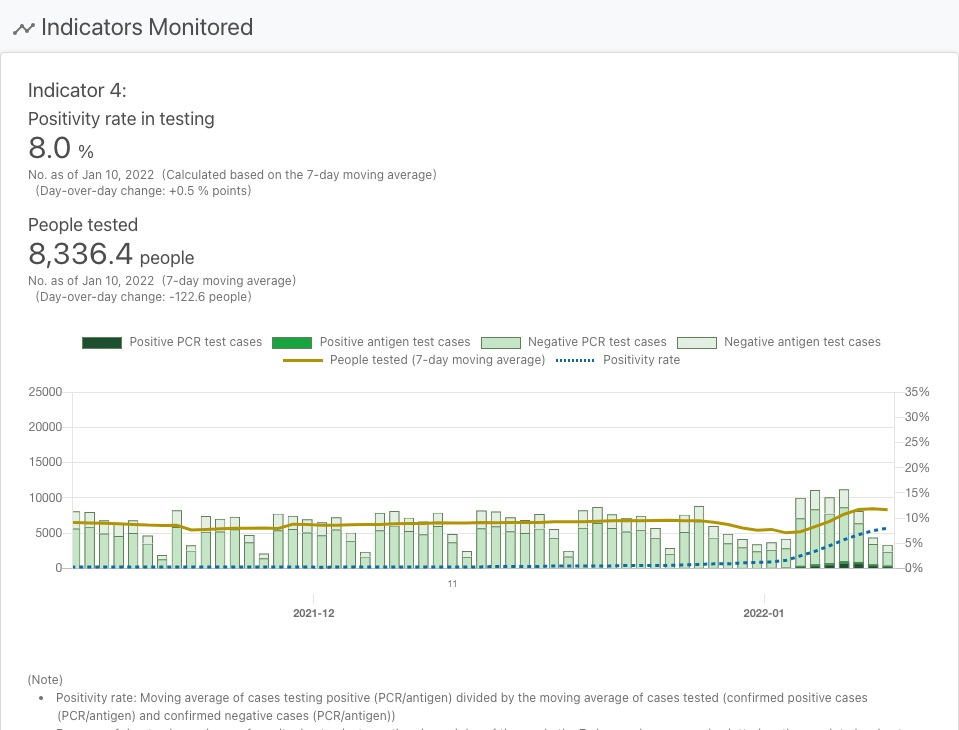 Indicators Monitored
Indicator 4:
Positivity rate in testing
8.0 %
No. as of Jan 10, 2022 (Calculated based on the 7-day moving average)
(Day-over-day change: +0.5 % points)
People tested
8,336.4 people
No. as of Jan 10, 2022 (7-day moving average)
(Day-over-day change: -122.6 people)
Positive PCR test cases Positive antigen test cases Negative PCR test cases Negative antigen test cases
People tested (7-day moving average) Positivity rate
25000 35%
30%
20000
25%
15000
20%
15%
10000
10%
5000
5%
0 0%
11
2021-12 2022-01
(Note)
• Positivity rate: Moving average of cases testing positive (PCR/antigen) divided by the moving average of cases tested (confirmed positive cases
(PCR/antigen) and confirmed negative cases (PCR/antigen))